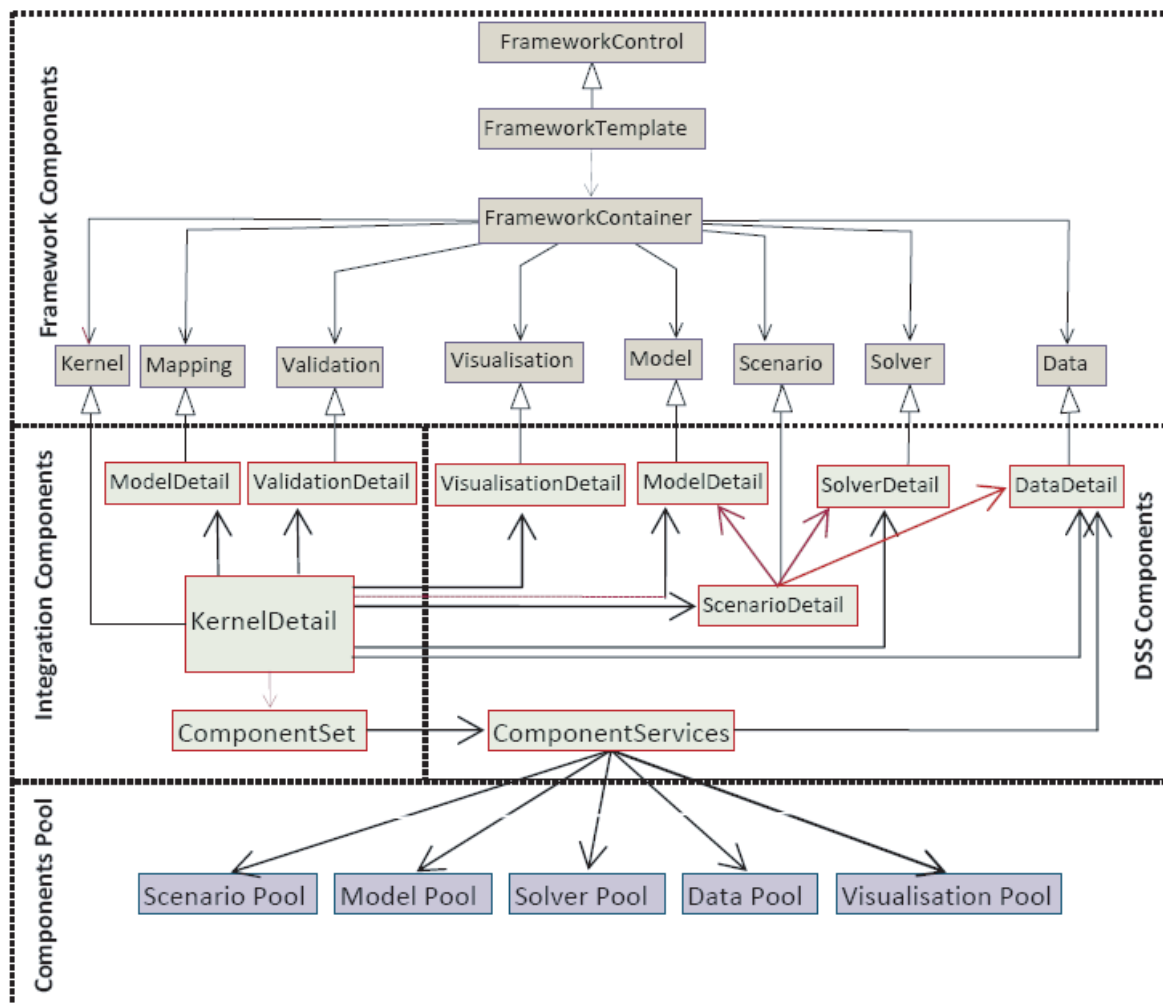 Framework Components
FrameworkControl
FrameworkTemplate
FrameworkContainer
Kernel
Mapping
Validation
Visualisation
Model
Scenario
Solver
Data
Integration Components
ModelDetail
ValidationDetail
VisualisationDetail
ModelDetail
SolverDetail
DataDetail
DSS Components
KernelDetail
ScenarioDetail
ComponentSet
ComponentServices
Components Pool
Scenario Pool
Model Pool
Solver Pool
Data Pool
Visualisation Pool